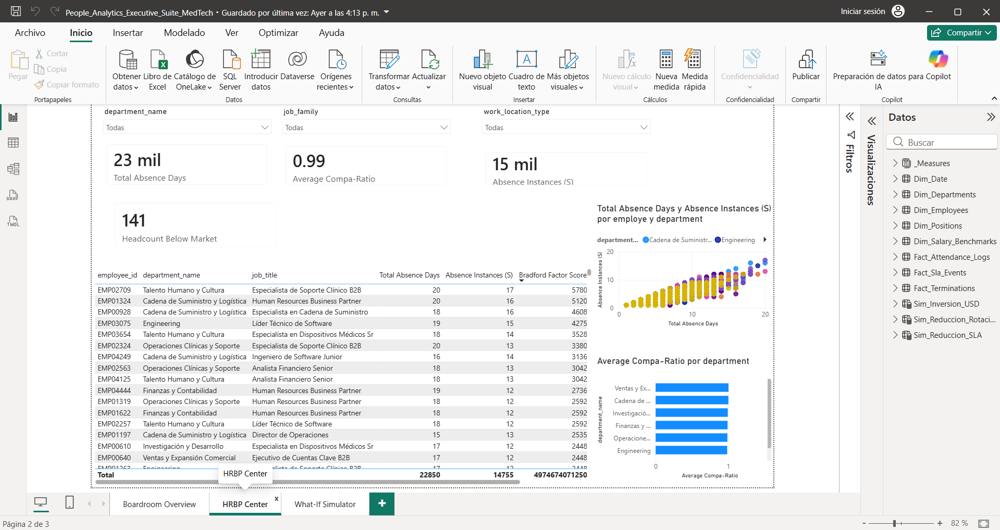 People_Analytics_Executive_Suite_MedTech • Guardado por última vez: Ayer a las 4:13 p. m.
Iniciar sesión
Archivo Inicio Insertar Modelado Ver Optimizar Ayuda
Compartir
Pegar
Cortar
Copia
Copiar formato
Portapapeles
Obtener datos
Libro de Excel
Catálogo de OneLake
SQL Server
Introducir datos
Dataverse
Orígenes recientes
Datos
Transformar datos
Actualizar
Consultas
Nuevo objeto visual
Cuadro de texto
Más objetos visuales
Insertar
Nuevo cálculo visual
Nueva medida
Medida rápida
Cálculos
Confidencialidad
Confidencialidad
Publicar
Compartir
Preparación de datos para IA
Copilot
Copilot
DAX
TMDL
department_name
Todas
job_family
Todas
work_location_type
Todas
23 mil
Total Absence Days
0.99
Average Compa-Ratio
15 mil
Absence Instances (S)
141
Headcount Below Market
employee_id department_name job_title Total Absence Days Absence Instances (S) Bradford Factor Score
EMP02709 Talento Humano y Cultura Especialista de Soporte Clínico B2B 20 17 5780
EMP01324 Cadena de Suministro y Logística Human Resources Business Partner 20 16 5120
EMP00928 Cadena de Suministro y Logística Especialista en Cadena de Suministro 18 16 4608
EMP03075 Engineering Líder Técnico de Software 19 15 4275
EMP03654 Talento Humano y Cultura Especialista en Dispositivos Médicos Sr 18 14 3528
EMP02324 Operaciones Clínicas y Soporte Especialista de Soporte Clínico B2B 20 13 3380
EMP04249 Cadena de Suministro y Logística Ingeniero de Software Junior 16 14 3136
EMP02563 Operaciones Clínicas y Soporte Analista Financiero Senior 18 13 3042
EMP04125 Talento Humano y Cultura Analista Financiero Senior 18 13 3042
EMP04444 Finanzas y Contabilidad Human Resources Business Partner 19 12 2736
EMP01319 Operaciones Clínicas y Soporte Human Resources Business Partner 18 12 2592
EMP01622 Finanzas y Contabilidad Human Resources Business Partner 18 12 2592
EMP02257 Talento Humano y Cultura Líder Técnico de Software 18 12 2592
EMP01197 Cadena de Suministro y Logística Director de Operaciones 15 13 2535
EMP00610 Investigación y Desarrollo Especialista en Dispositivos Médicos Sr 17 12 2448
EMP00640 Ventas y Expansión Comercial Ejecutivo de Cuentas Clave B2B 17 12 2448
Total 22850 14755 4974674071250
HRBP Center
Total Absence Days y Absence Instances (S)
por employe y department
department... Cadena de Suministr... Engineering
Absence Instances (S)
20
10
0
0 10 20
Total Absence Days
Average Compa-Ratio por department
department_name
Ventas y Ex...
Cadena de ...
Investigació...
Finanzas y ...
Operacione...
Engineering
0 1
Average Compa-Ratio
Filtros
Visualizaciones
Datos
Buscar
_Measures
Dim_Date
Dim_Departments
Dim_Employees
Dim_Positions
Dim_Salary_Benchmarks
Fact_Attendance_Logs
Fact_Sla_Events
Fact_Terminations
Sim_Inversion_USD
Sim_Reduccion_Rotaci...
Sim_Reduccion_SLA
Boardroom Overview HRBP Center x What-If Simulator +
Página 2 de 3
- + 82 %